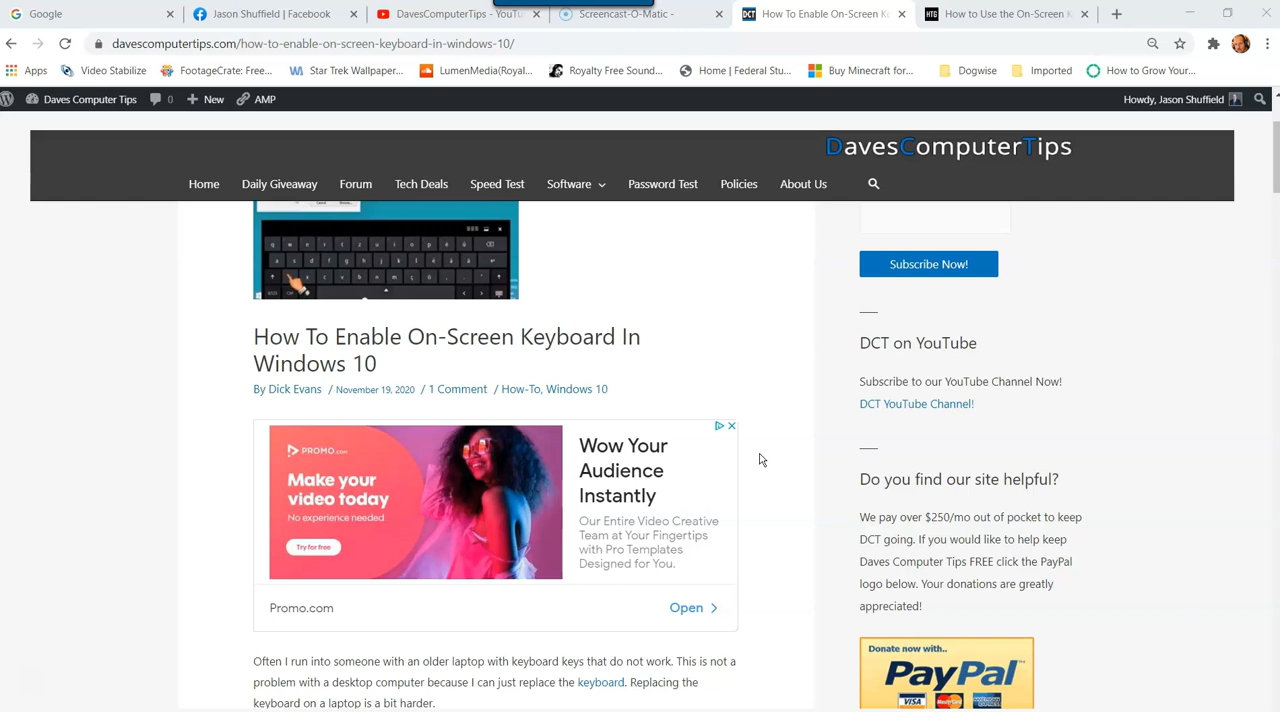 Google
Jason Shuffield | Facebook
DavesComputerTips - YouTu
Screencast-O-Matic -
DCT
How To Enable On-Screen Ke
HTG
How to Use the On-Screen K
davescomputertips.com/how-to-enable-on-screen-keyboard-in-windows-10/
Apps
Video Stabilize
FootageCrate: Free...
Star Trek Wallpaper...
LumenMedia(Royal...
Royalty Free Soun...
Home | Federal Stu...
Buy Minecraft for...
Dogwise
Imported
How to Grow Your...
Daves Computer Tips
0
New
AMP
Howdy, Jason Shuffield
DavesComputerTips
Home
Daily Giveaway
Forum
Tech Deals
Speed Test
Software
Password Test
Policies
About Us
How To Enable On-Screen Keyboard In
Windows 10
By Dick Evans / November 19, 2020 / 1 Comment / How-To, Windows 10
PROMO.com
Make your
video today
No experience needed
Try for free
Wow Your
Audience
Instantly
Our Entire Video Creative
Team at Your Fingertips
with Pro Templates
Designed for You.
Promo.com
Open
Often I run into someone with an older laptop with keyboard keys that do not work. This is not a
problem with a desktop computer because I can just replace the keyboard. Replacing the
keyboard on a laptop is a bit harder.
Subscribe Now!
DCT on YouTube
Subscribe to our YouTube Channel Now!
DCT YouTube Channel!
Do you find our site helpful?
We pay over $250/mo out of pocket to keep
DCT going. If you would like to help keep
Daves Computer Tips FREE click the PayPal
logo below. Your donations are greatly
appreciated!
Donate now with..
PayPal
VISA